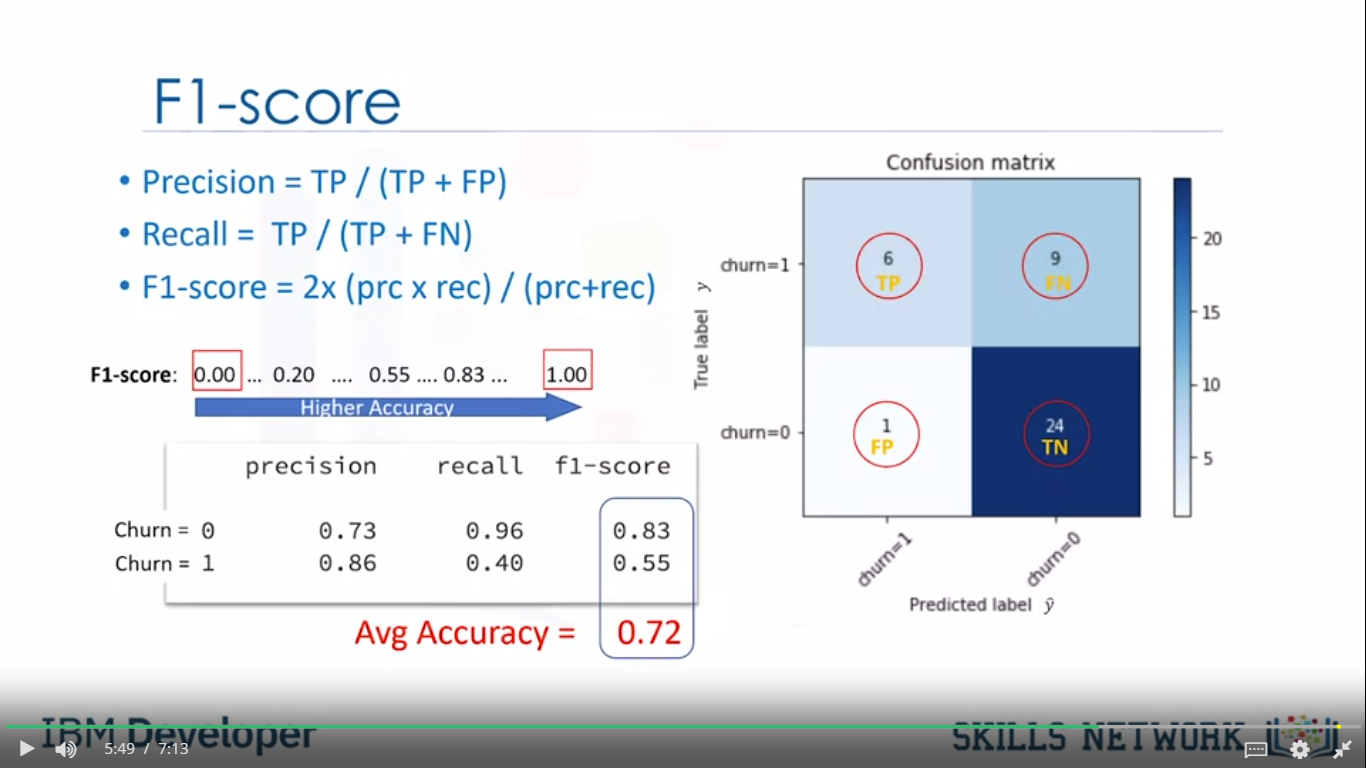 F1-score
• Precision = TP / (TP + FP)
• Recall = TP / (TP + FN)
• F1-score = 2x (prc x rec) / (prc+rec)
F1-score: 0.00 ... 0.20 .... 0.55 .... 0.83 ... 1.00
Higher Accuracy
precision recall f1-score
Churn = 0 0.73 0.96 0.83
Churn = 1 0.86 0.40 0.55
Avg Accuracy = 0.72
Confusion matrix
True label y
churn=1
churn=0
6
TP
9
FN
1
FP
24
TN
churn=1
churn=0
Predicted label ŷ
20
15
10
5
IBM Developer
SKILLS NETWORK
5:49 / 7:13